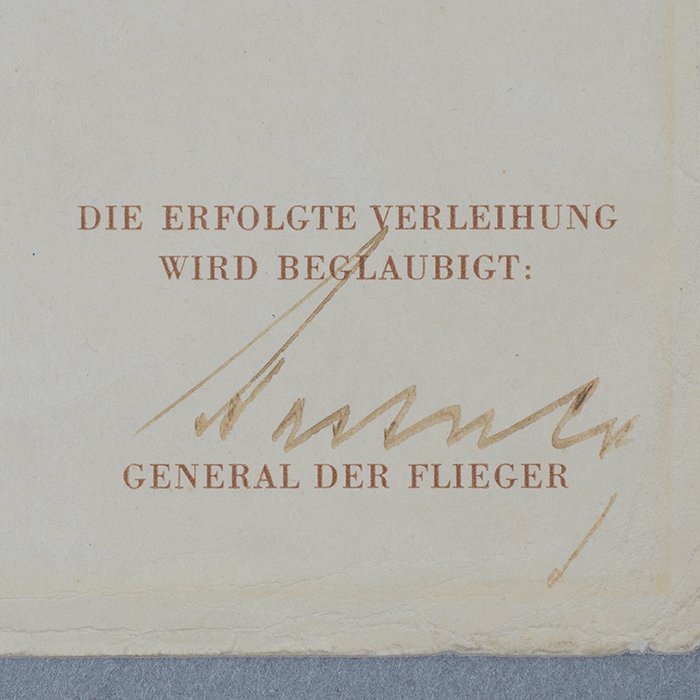 DIE ERFOLGTE VERLEIHUNG
WIRD BEGLAUBIGT:
GENERAL DER FLIEGER